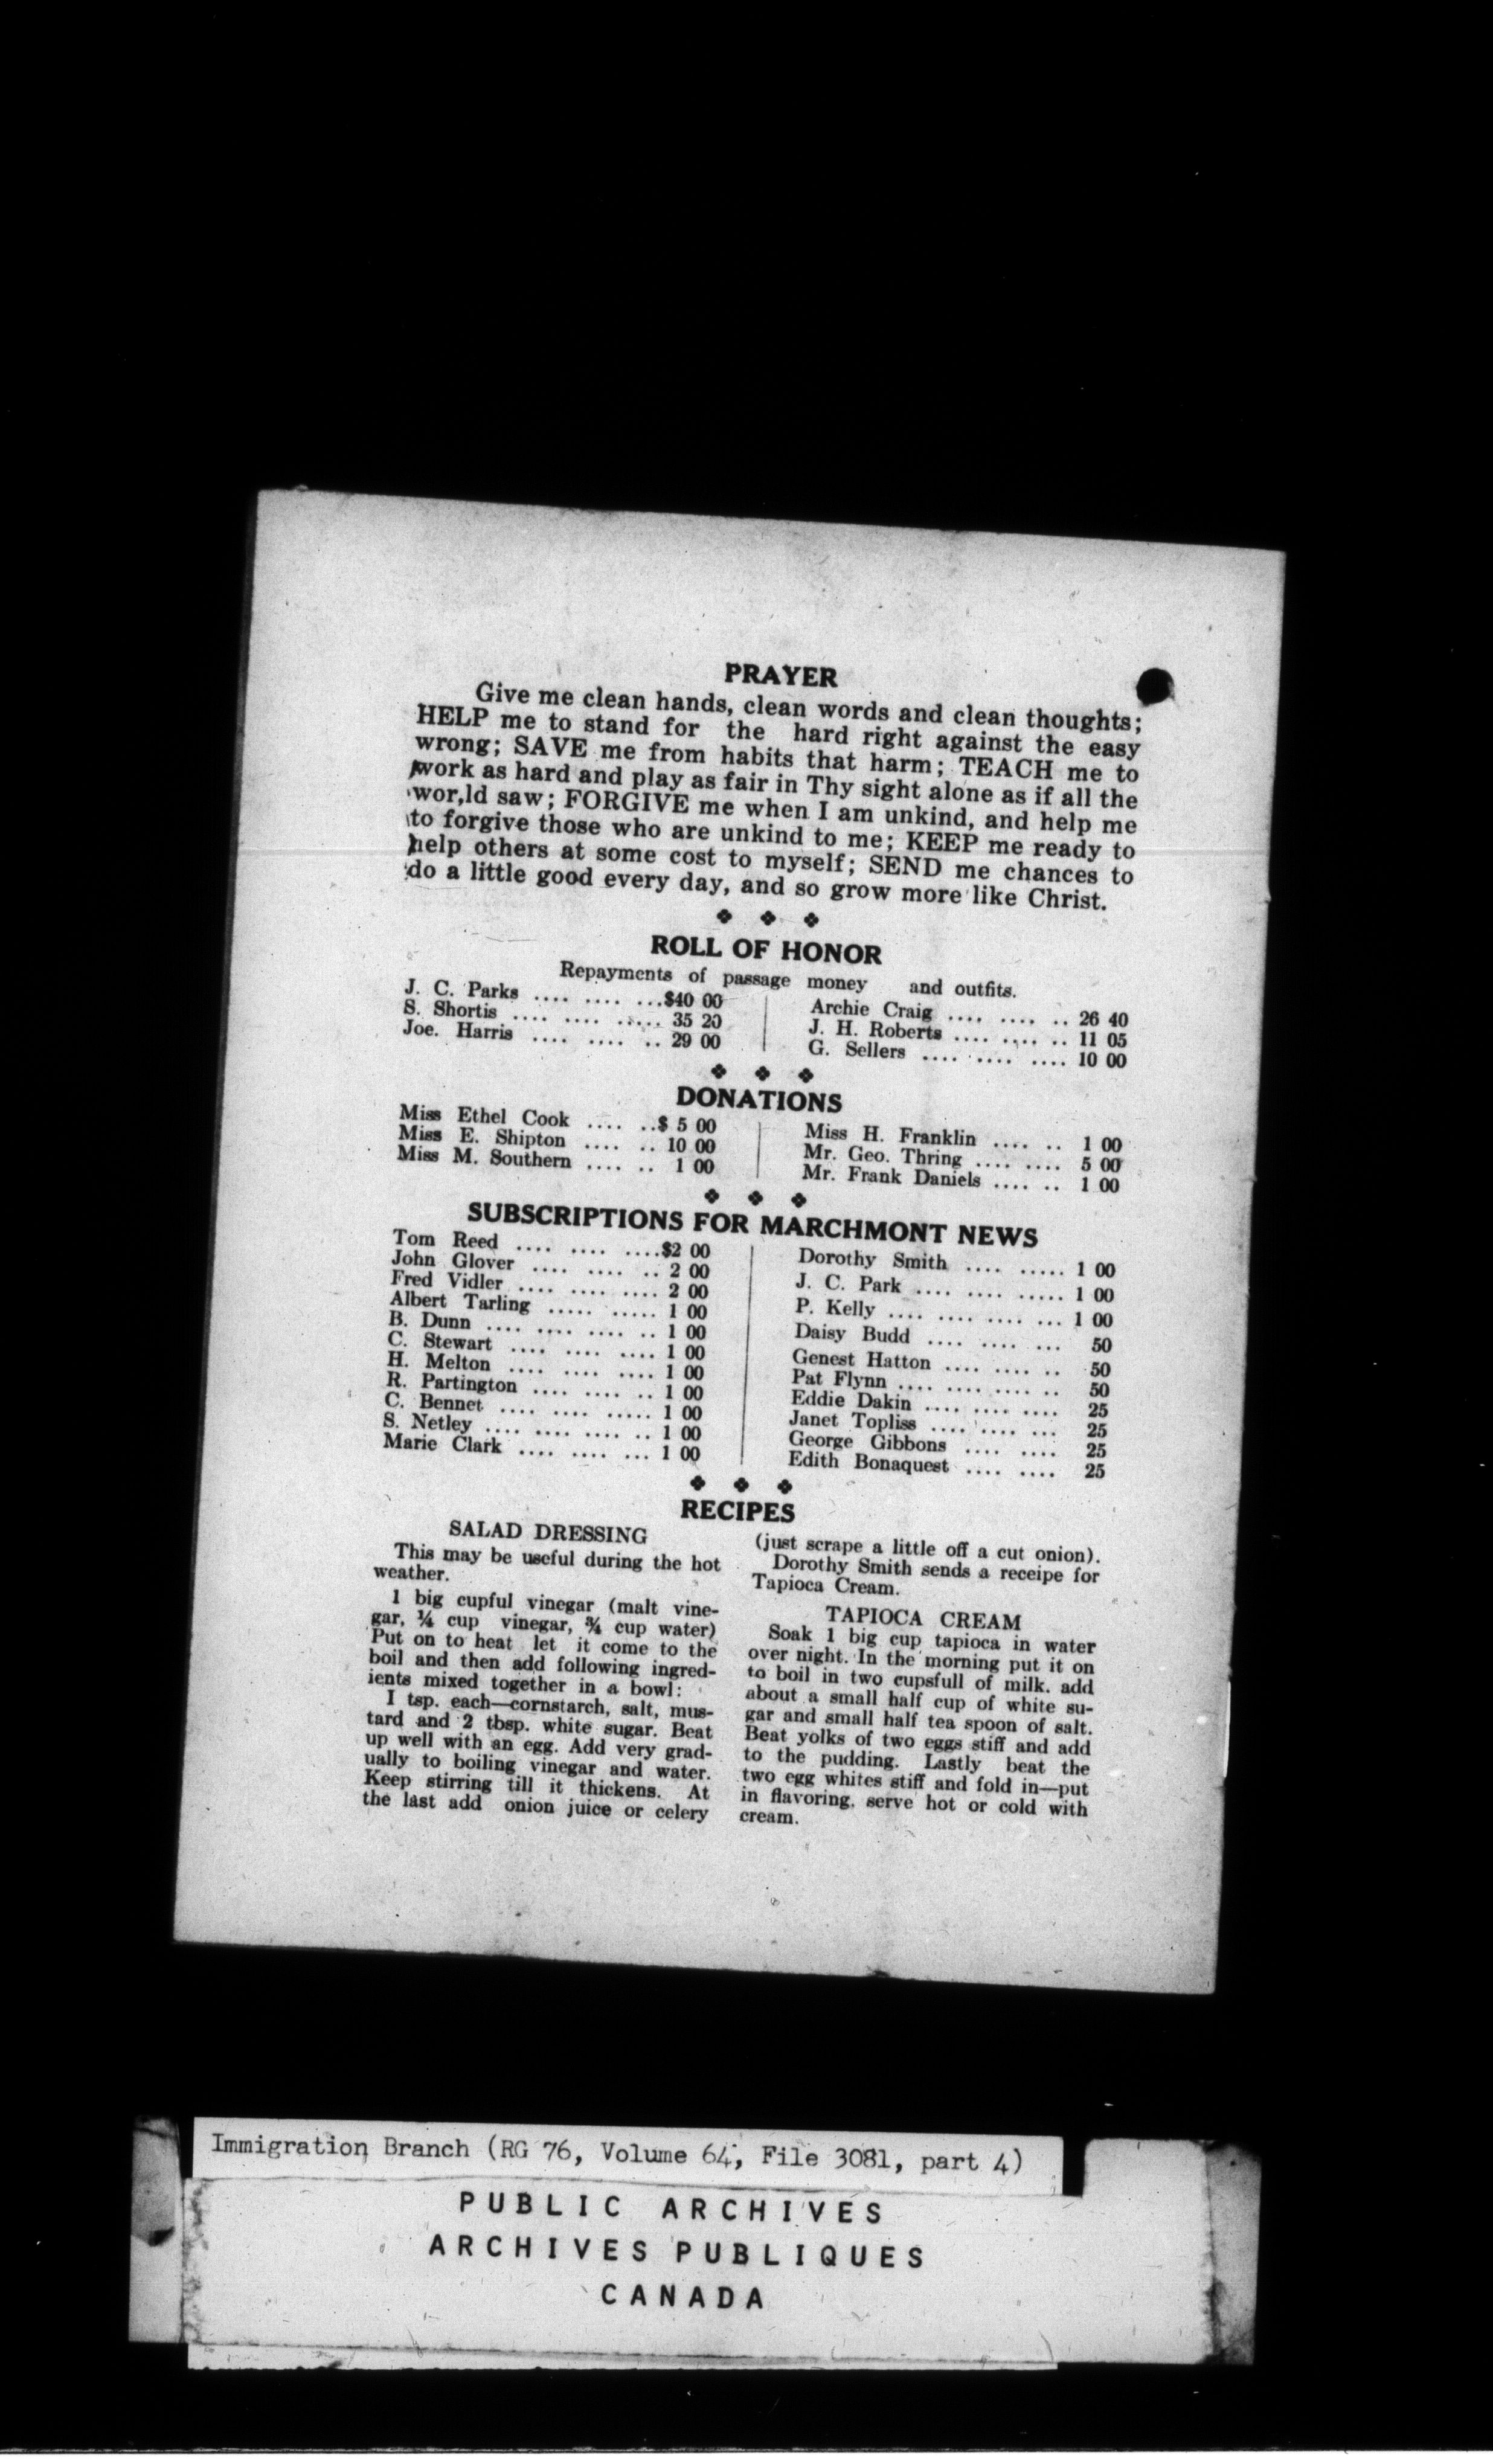 PRAYER
Give me clean hands, clean words and clean thoughts;
HELP me to stand for the hard right against the easy
wrong; SAVE me from habits that harm; TEACH me to
work as hard and play as fair in Thy sight alone as if all the
wor,ld saw; FORGIVE me when I am unkind, and help me
to forgive those who are unkind to me; KEEP me ready to
help others at some cost to myself; SEND me chances to
do a little good every day, and so grow more like Christ.
ROLL OF HONOR
Repayments of passage money and outfits.
J. C. Parks .... .... ...$40 00
S. Shortis .... .... ..... 35 20
Joe. Harris .... .... .. 29 00
Archie Craig .... .... .. 26 40
J. H. Roberts .... .... .. 11 05
G. Sellers .... .... .... 10 00
DONATIONS
Miss Ethel Cook .... ..$ 5 00
Miss E. Shipton .... .. 10 00
Miss M. Southern .... .. 1 00
Miss H. Franklin .... .. 1 00
Mr. Geo. Thring .... .... 5 00
Mr. Frank Daniels .... .. 1 00
SUBSCRIPTIONS FOR MARCHMONT NEWS
Tom Reed .... .... ....$2 00
John Glover .... .... .. 2 00
Fred Vidler .... .... .... 2 00
Albert Tarling ..... ..... 1 00
B. Dunn .... .... .... .. 1 00
C. Stewart .... .... .... 1 00
H. Melton .... .... .... 1 00
R. Partington .... .... .. 1 00
C. Bennet .... .... ..... 1 00
S. Netley .... .... .... .. 1 00
Marie Clark .... .... ... 1 00
Dorothy Smith .... ..... 1 00
J. C. Park .... .... ..... 1 00
P. Kelly .... .... .... ... 1 00
Daisy Budd .... .... ... 50
Genest Hatton .... .... .. 50
Pat Flynn .... .... .... .. 50
Eddie Dakin .... .... .... 25
Janet Topliss .... .... ... 25
George Gibbons .... .... 25
Edith Bonaquest .... .... 25
RECIPES
SALAD DRESSING
This may be useful during the hot
weather.
1 big cupful vinegar (malt vine-
gar, ¼ cup vinegar, ¾ cup water)
Put on to heat let it come to the
boil and then add following ingred-
ients mixed together in a bowl:
I tsp. each—cornstarch, salt, mus-
tard and 2 tbsp. white sugar. Beat
up well with an egg. Add very grad-
ually to boiling vinegar and water.
Keep stirring till it thickens. At
the last add onion juice or celery
(just scrape a little off a cut onion).
Dorothy Smith sends a receipe for
Tapioca Cream.
TAPIOCA CREAM
Soak 1 big cup tapioca in water
over night. In the morning put it on
to boil in two cupsfull of milk. add
about a small half cup of white su-
gar and small half tea spoon of salt.
Beat yolks of two eggs stiff and add
to the pudding. Lastly beat the
two egg whites stiff and fold in—put
in flavoring. serve hot or cold with
cream.
Immigration Branch (RG 76, Volume 64, File 3081, part 4)
PUBLIC ARCHIVES
ARCHIVES PUBLIQUES
CANADA